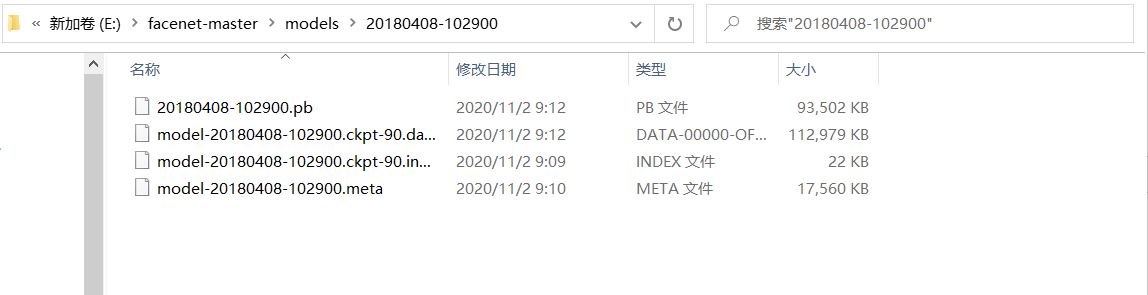 « 新加卷 (E:) > facenet-master > models > 20180408-102900
搜索"20180408-102900"
名称 修改日期 类型 大小
20180408-102900.pb 2020/11/2 9:12 PB 文件 93,502 KB
model-20180408-102900.ckpt-90.da... 2020/11/2 9:12 DATA-00000-OF... 112,979 KB
model-20180408-102900.ckpt-90.in... 2020/11/2 9:09 INDEX 文件 22 KB
model-20180408-102900.meta 2020/11/2 9:10 META 文件 17,560 KB